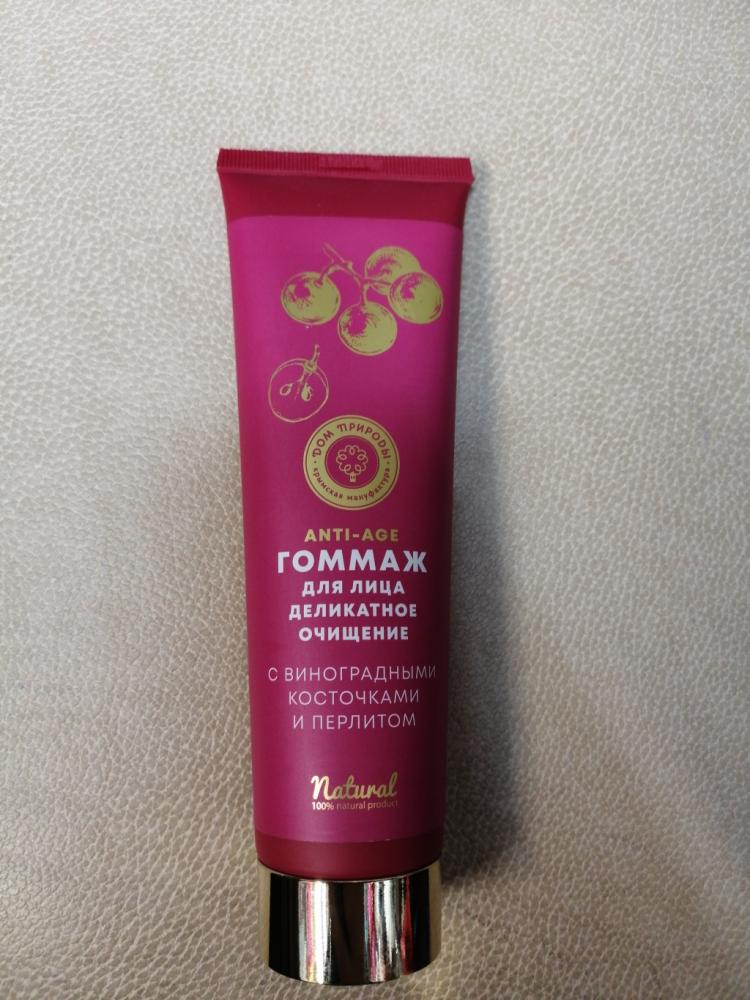 ДОМ ПРИРОДЫ
крымская мануфактура
ANTI-AGE
ГОММАЖ
ДЛЯ ЛИЦА
ДЕЛИКАТНОЕ
ОЧИЩЕНИЕ
С ВИНОГРАДНЫМИ
КОСТОЧКАМИ
И ПЕРЛИТОМ
Natural
100% natural product